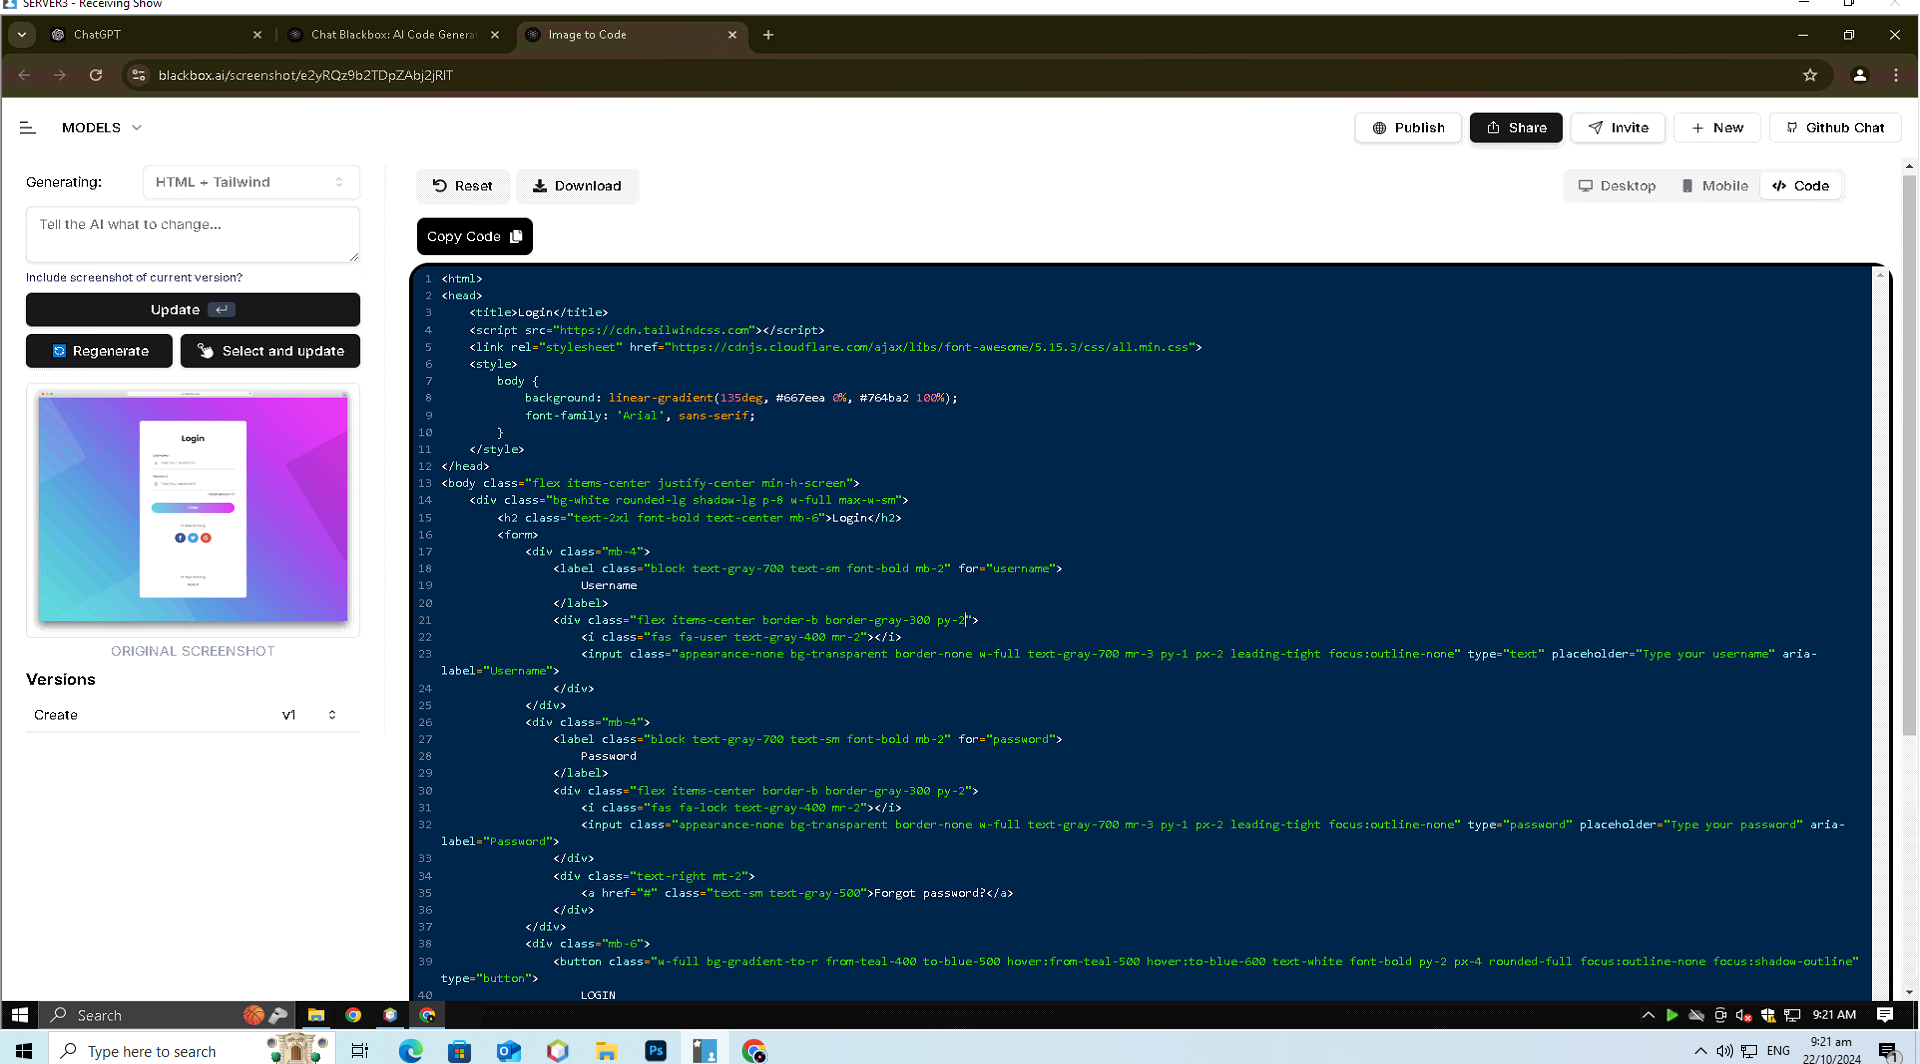 SERVER3 - Receiving Show
ChatGPT
Chat Blackbox: AI Code Genera
Image to Code
blackbox.ai/screenshot/e2yRQz9b2TDpZAbj2jRIT
MODELS
Publish
Share
Invite
+ New
Github Chat
Generating:
HTML + Tailwind
Reset
Download
Desktop
Mobile
</> Code
Tell the AI what to change...
Copy Code
Include screenshot of current version?
Update
Regenerate
Select and update
Login
ORIGINAL SCREENSHOT
Versions
Create
v1
1 <html>
2 <head>
3 <title>Login</title>
4 <script src="https://cdn.tailwindcss.com"></script>
5 <link rel="stylesheet" href="https://cdnjs.cloudflare.com/ajax/libs/font-awesome/5.15.3/css/all.min.css">
6 <style>
7 body {
8 background: linear-gradient(135deg, #667eea 0%, #764ba2 100%);
9 font-family: 'Arial', sans-serif;
10 }
11 </style>
12 </head>
13 <body class="flex items-center justify-center min-h-screen">
14 <div class="bg-white rounded-lg shadow-lg p-8 w-full max-w-sm">
15 <h2 class="text-2xl font-bold text-center mb-6">Login</h2>
16 <form>
17 <div class="mb-4">
18 <label class="block text-gray-700 text-sm font-bold mb-2" for="username">
19 Username
20 </label>
21 <div class="flex items-center border-b border-gray-300 py-2">
22 <i class="fas fa-user text-gray-400 mr-2"></i>
23 <input class="appearance-none bg-transparent border-none w-full text-gray-700 mr-3 py-1 px-2 leading-tight focus:outline-none" type="text" placeholder="Type your username" aria-
label="Username">
24 </div>
25 </div>
26 <div class="mb-4">
27 <label class="block text-gray-700 text-sm font-bold mb-2" for="password">
28 Password
29 </label>
30 <div class="flex items-center border-b border-gray-300 py-2">
31 <i class="fas fa-lock text-gray-400 mr-2"></i>
32 <input class="appearance-none bg-transparent border-none w-full text-gray-700 mr-3 py-1 px-2 leading-tight focus:outline-none" type="password" placeholder="Type your password" aria-
label="Password">
33 </div>
34 <div class="text-right mt-2">
35 <a href="#" class="text-sm text-gray-500">Forgot password?</a>
36 </div>
37 </div>
38 <div class="mb-6">
39 <button class="w-full bg-gradient-to-r from-teal-400 to-blue-500 hover:from-teal-500 hover:to-blue-600 text-white font-bold py-2 px-4 rounded-full focus:outline-none focus:shadow-outline"
type="button">
40 LOGIN
Search
9:21 AM
Type here to search
Ps
ENG
9:21 am
22/10/2024
1